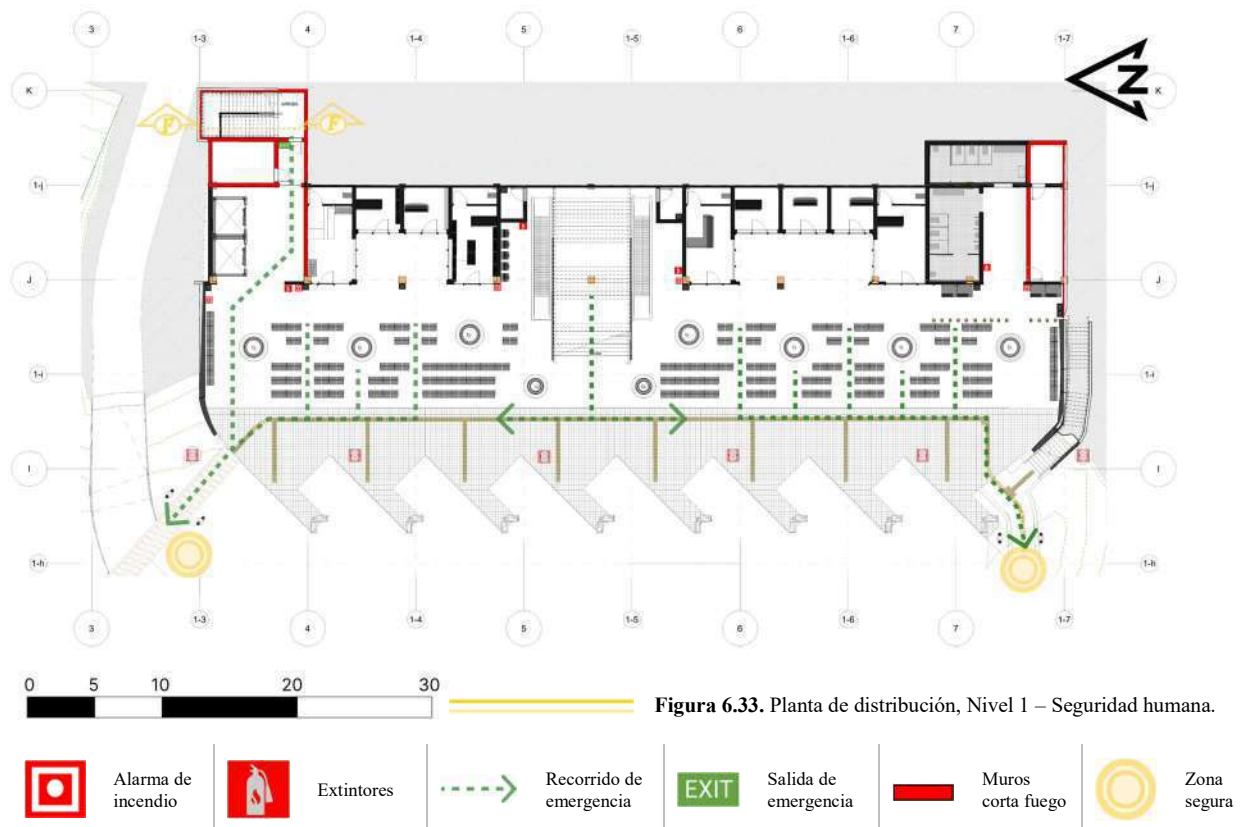 3 1-3 4 1-4 5 1-5 6 1-6 7 1-7
K N K
F F
1-j 1-j
J J
1-i 1-i
I I
1-h 1-h
3 1-3 4 1-4 5 1-5 6 1-6 7 1-7
0 5 10 20 30
Figura 6.33. Planta de distribución, Nivel 1 – Seguridad humana.
Alarma de
incendio
Extintores
Recorrido de
emergencia
EXIT
Salida de
emergencia
Muros
corta fuego
Zona
segura